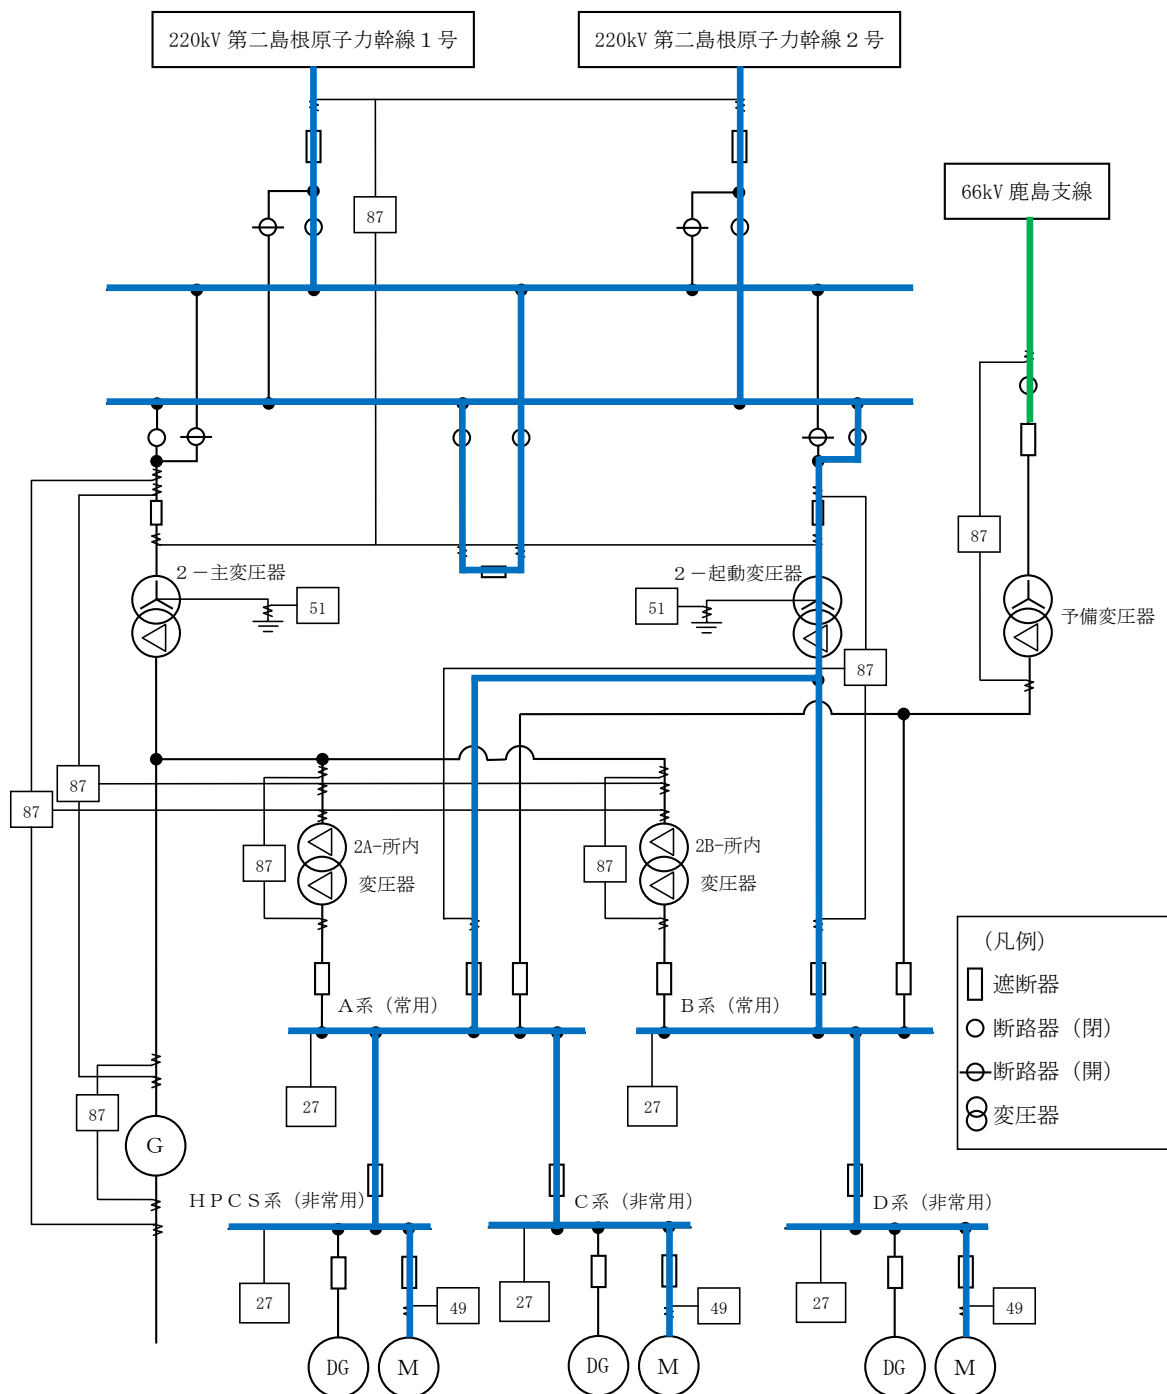 220kV 第二島根原子力幹線１号
220kV 第二島根原子力幹線２号
66kV 鹿島支線
87
87
２－主変圧器
２－起動変圧器
予備変圧器
51
51
87
87
87
2A-所内
変圧器
87
2B-所内
変圧器
87
(凡例)
遮断器
断路器（閉）
断路器（開）
変圧器
Ａ系（常用）
Ｂ系（常用）
27
27
87
G
ＨＰＣＳ系（非常用）
Ｃ系（非常用）
Ｄ系（非常用）
27
49
27
49
27
49
DG
M
DG
M
DG
M